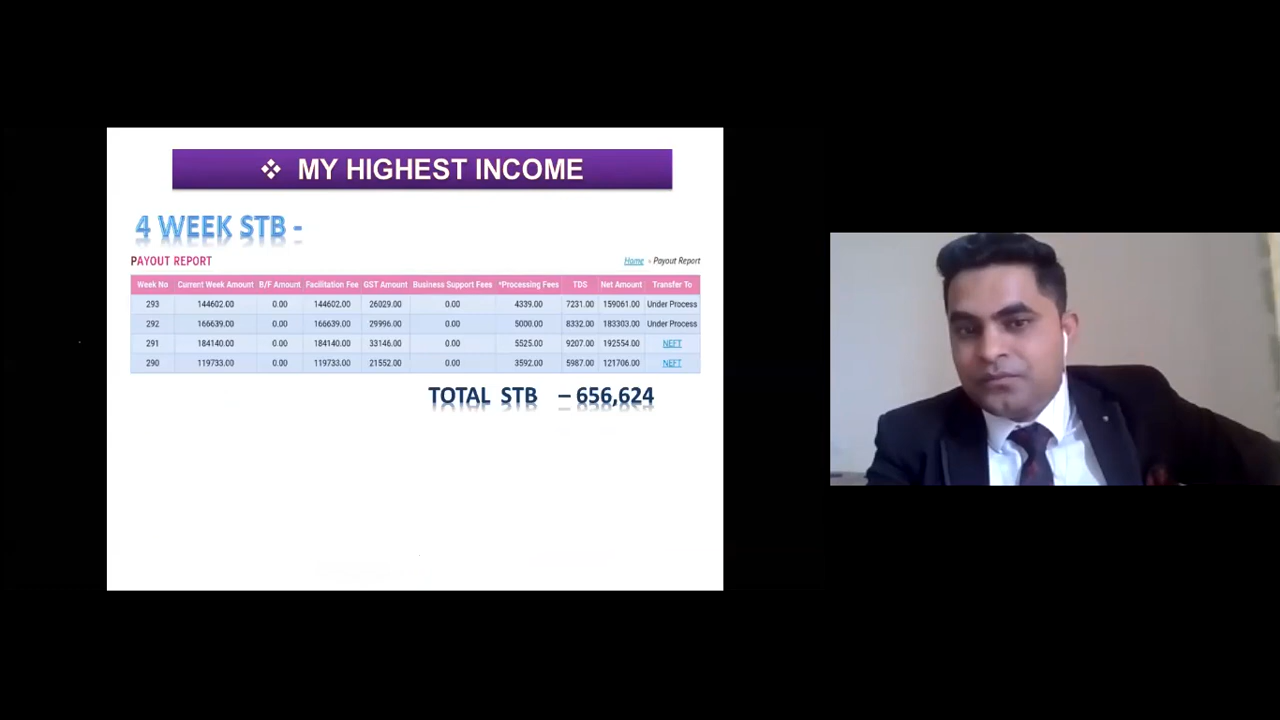 ❖ MY HIGHEST INCOME
4 WEEK STB -
PAYOUT REPORT
Home » Payout Report
Week No Current Week Amount B/F Amount Facilitation Fee GST Amount Business Support Fees *Processing Fees TDS Net Amount Transfer To
293 144602.00 0.00 144602.00 26029.00 0.00 4339.00 7231.00 159061.00 Under Process
292 166639.00 0.00 166639.00 29996.00 0.00 5000.00 8332.00 183303.00 Under Process
291 184140.00 0.00 184140.00 33146.00 0.00 5525.00 9207.00 192554.00 NEFT
290 119733.00 0.00 119733.00 21552.00 0.00 3592.00 5987.00 121706.00 NEFT
TOTAL STB – 656,624